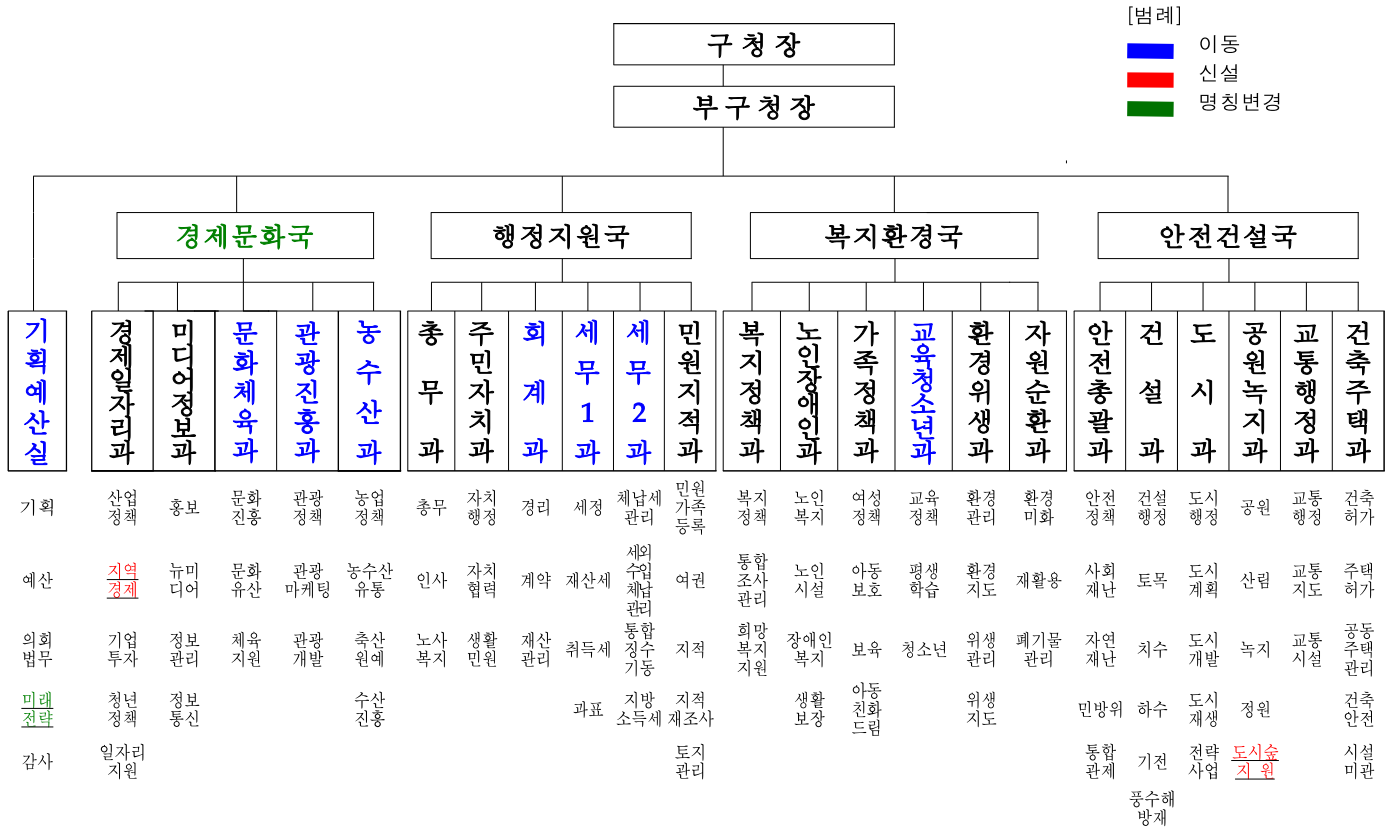 [범례]
이동
신설
명칭변경
구청장
부구청장
경제문화국
행정지원국
복지환경국
안전건설국
기획예산실
경제일자리과
미디어정보과
문화체육과
관광진흥과
농수산과
총무과
주민자치과
회계과
세무1과
세무2과
민원지적과
복지정책과
노인장애인과
가족정책과
교육청소년과
환경위생과
자원순환과
안전총괄과
건설과
도시과
공원녹지과
교통행정과
건축주택과
기획
예산
의회
법무
미래
전략
감사
산업
정책
지역
경제
기업
투자
청년
정책
일자리
지원
홍보
뉴미
디어
정보
관리
정보
통신
문화
진흥
문화
유산
체육
지원
관광
정책
관광
마케팅
관광
개발
농업
정책
농수산
유통
축산
원예
수산
진흥
총무
인사
노사
복지
자치
행정
자치
협력
생활
민원
경리
계약
재산
관리
세정
재산세
취득세
과표
체납세
관리
세외
수입
체납
관리
통합
징수
기동
지방
소득세
민원
가족
등록
여권
지적
지적
재조사
토지
관리
복지
정책
통합
조사
관리
희망
복지
지원
노인
복지
노인
시설
장애인
복지
생활
보장
여성
정책
아동
보호
보육
아동
친화
드림
교육
정책
평생
학습
청소년
환경
관리
환경
지도
위생
관리
위생
지도
환경
미화
재활용
폐기물
관리
안전
정책
사회
재난
자연
재난
민방위
통합
관제
건설
행정
토목
치수
하수
기전
풍수해
방재
도시
행정
도시
계획
도시
개발
도시
재생
전략
사업
공원
산림
녹지
정원
도시숲
지 원
교통
행정
교통
지도
교통
시설
건축
허가
주택
허가
공동
주택
관리
건축
안전
시설
미관